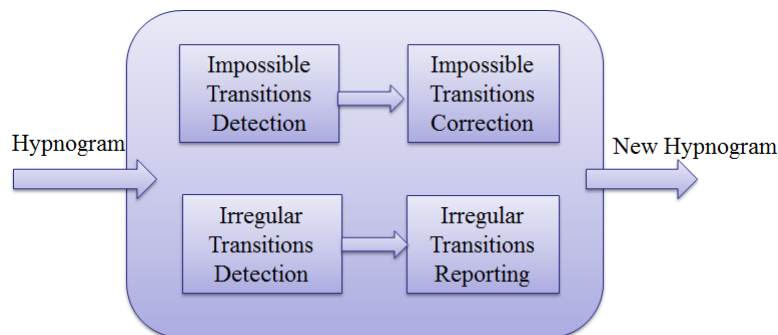 Impossible
Transitions
Detection
Impossible
Transitions
Correction
Hypnogram
New Hypnogram
Irregular
Transitions
Detection
Irregular
Transitions
Reporting